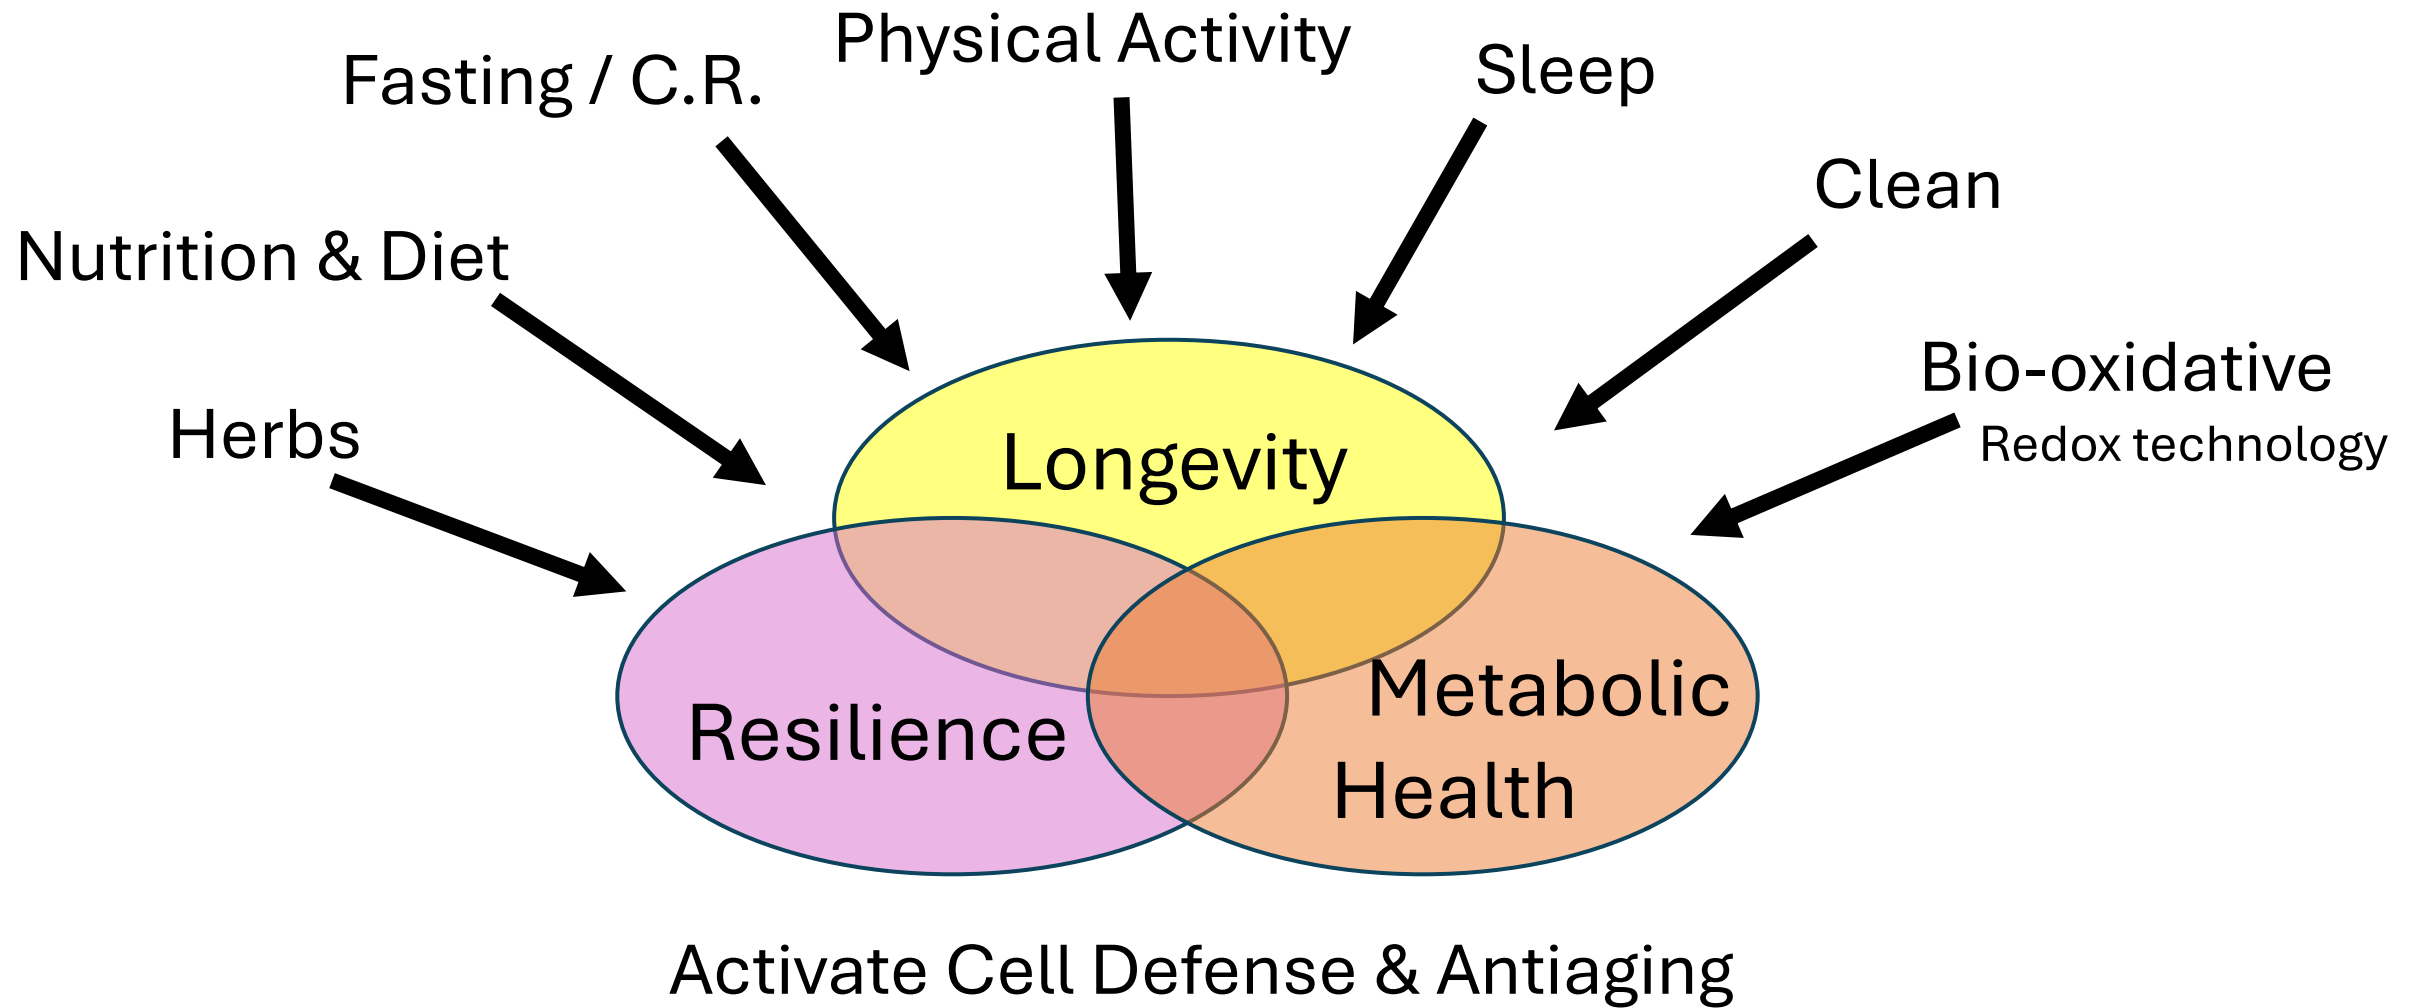 Physical Activity
Fasting / C.R.
Sleep
Clean
Nutrition & Diet
Bio-oxidative
Redox technology
Herbs
Longevity
Resilience
Metabolic
Health
Activate Cell Defense & Antiaging